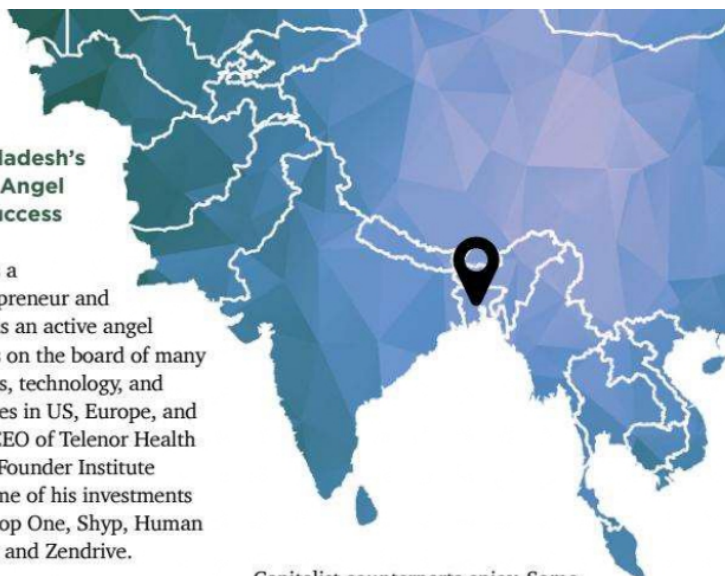 ladesh's
Angel
uccess
s a
preneur and
s an active angel
s on the board of many
s, technology, and
es in US, Europe, and
CEO of Telenor Health
Founder Institute
me of his investments
op One, Shyp, Human
and Zendrive.
Capitalist counterparts enjoy. Some